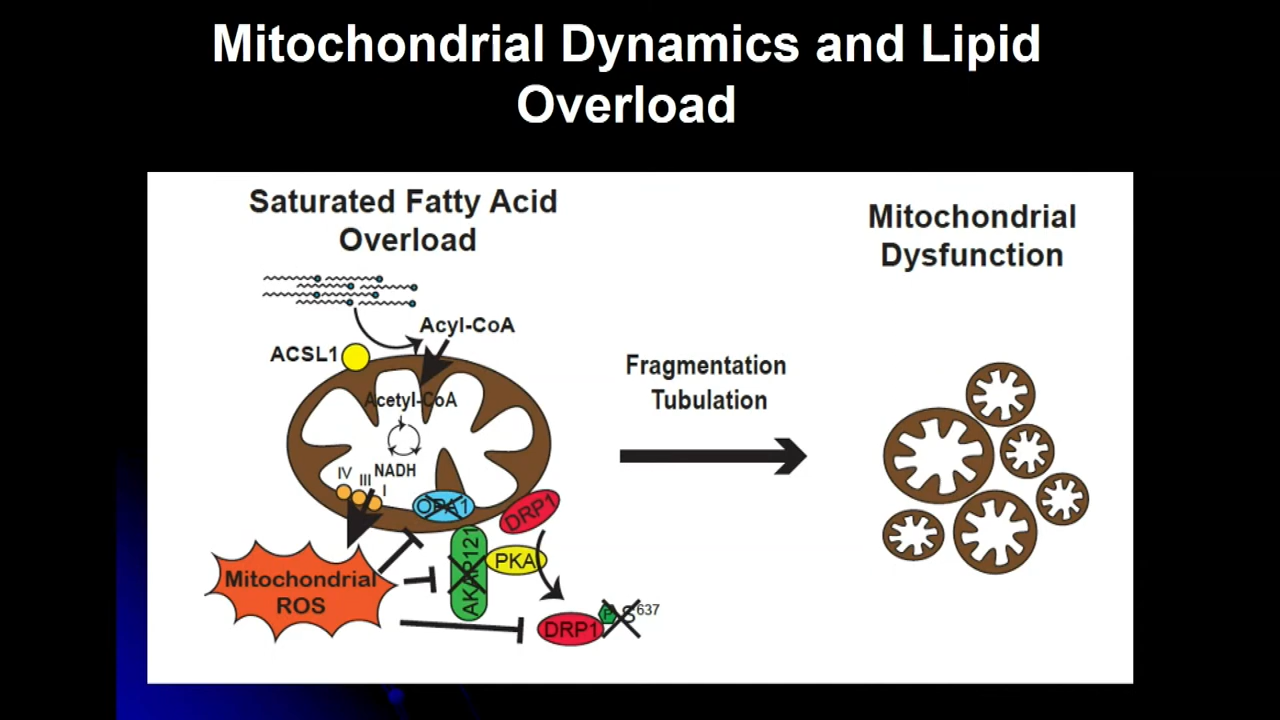 Mitochondrial Dynamics and Lipid
Overload
Saturated Fatty Acid
Overload
Mitochondrial
Dysfunction
Acyl-CoA
ACSL1
Fragmentation
Tubulation
Acetyl-CoA
NADH
IV
III
I
OPA1
DRP1
AKAP121
PKA
Mitochondrial
ROS
DRP1
P
S637